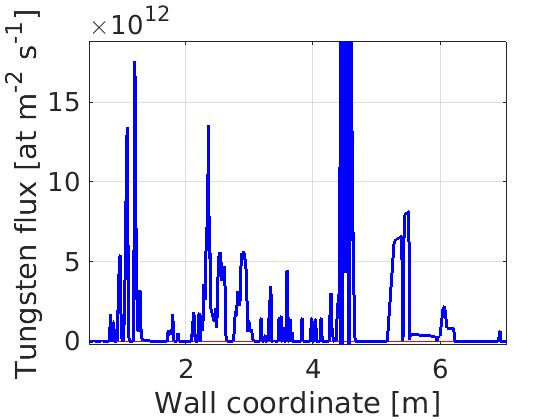 ×10¹²
Tungsten flux [at m⁻² s⁻¹]
15
10
5
0
2 4 6
Wall coordinate [m]